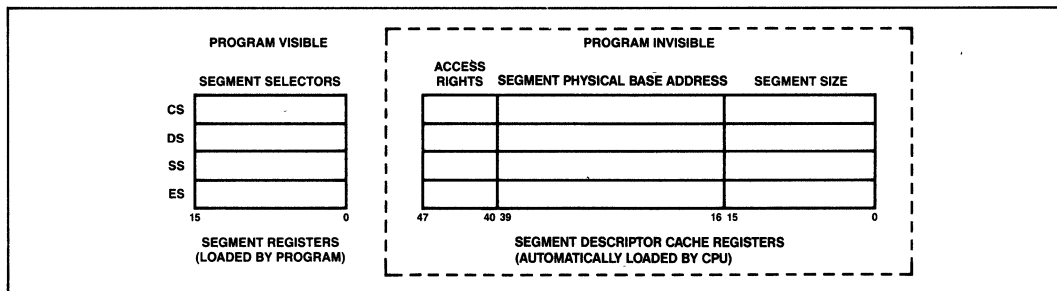 PROGRAM VISIBLE
PROGRAM INVISIBLE
SEGMENT SELECTORS
ACCESS
RIGHTS
SEGMENT PHYSICAL BASE ADDRESS
SEGMENT SIZE
CS
DS
SS
ES
15 0
47 40 39 16 15 0
SEGMENT REGISTERS
(LOADED BY PROGRAM)
SEGMENT DESCRIPTOR CACHE REGISTERS
(AUTOMATICALLY LOADED BY CPU)